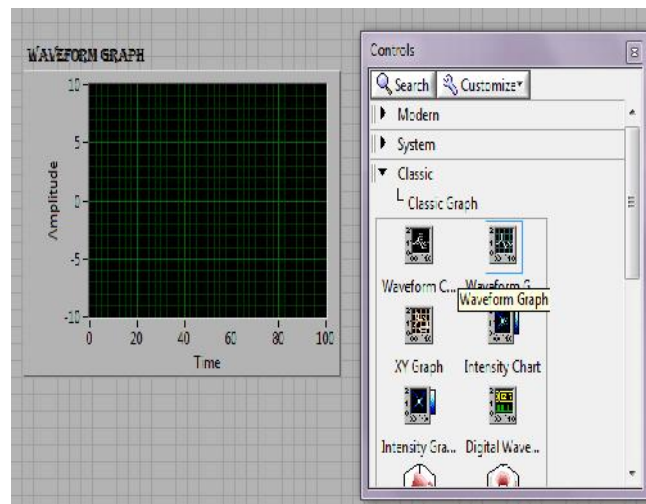 WAVEFORM GRAPH
10
5
0
-5
-10
Amplitude
0 20 40 60 80 100
Time
Controls
Search Customize
Modern
System
Classic
Classic Graph
Waveform C... Waveform G...
Waveform Graph
XY Graph Intensity Chart
Intensity Gra... Digital Wave...